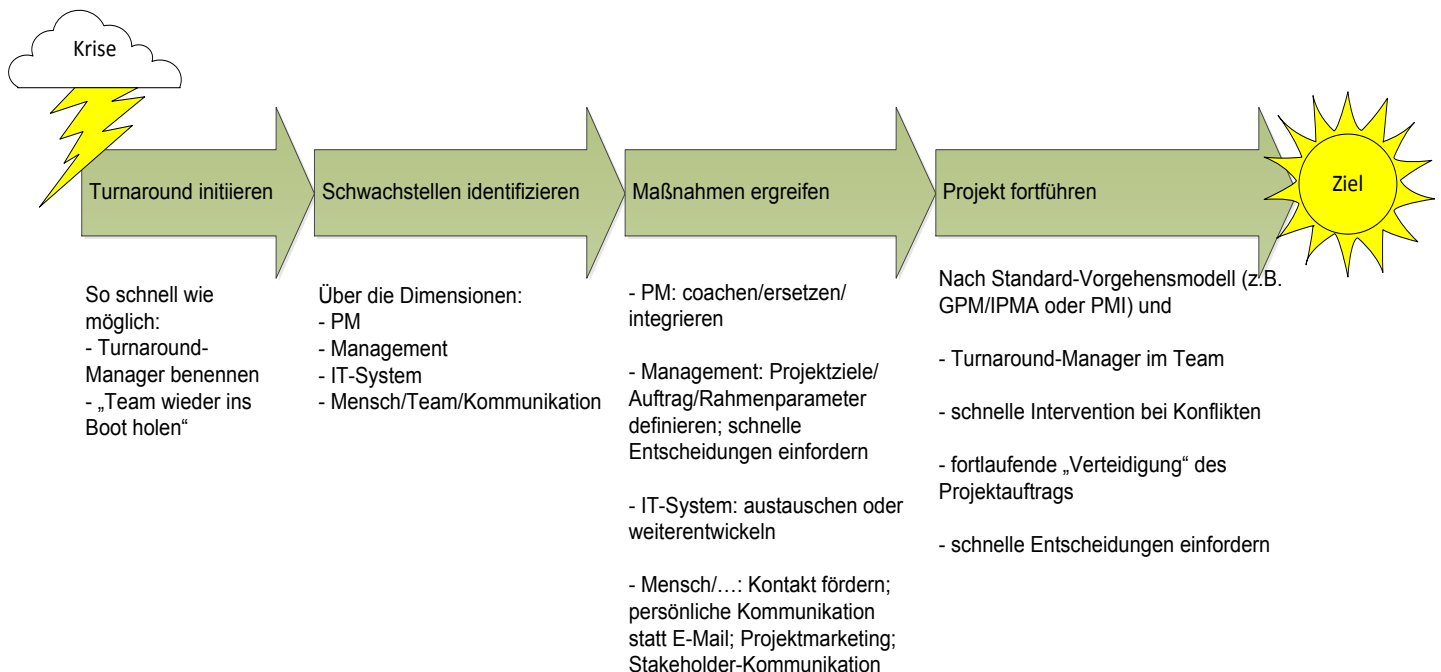 Krise
Turnaround initiieren
Schwachstellen identifizieren
Maßnahmen ergreifen
Projekt fortführen
Ziel
So schnell wie
möglich:
- Turnaround-
Manager benennen
- „Team wieder ins
Boot holen“
Über die Dimensionen:
- PM
- Management
- IT-System
- Mensch/Team/Kommunikation
- PM: coachen/ersetzen/
integrieren
- Management: Projektziele/
Auftrag/Rahmenparameter
definieren; schnelle
Entscheidungen einfordern
- IT-System: austauschen oder
weiterentwickeln
- Mensch/…: Kontakt fördern;
persönliche Kommunikation
statt E-Mail; Projektmarketing;
Stakeholder-Kommunikation
Nach Standard-Vorgehensmodell (z.B.
GPM/IPMA oder PMI) und
- Turnaround-Manager im Team
- schnelle Intervention bei Konflikten
- fortlaufende „Verteidigung“ des
Projektauftrags
- schnelle Entscheidungen einfordern